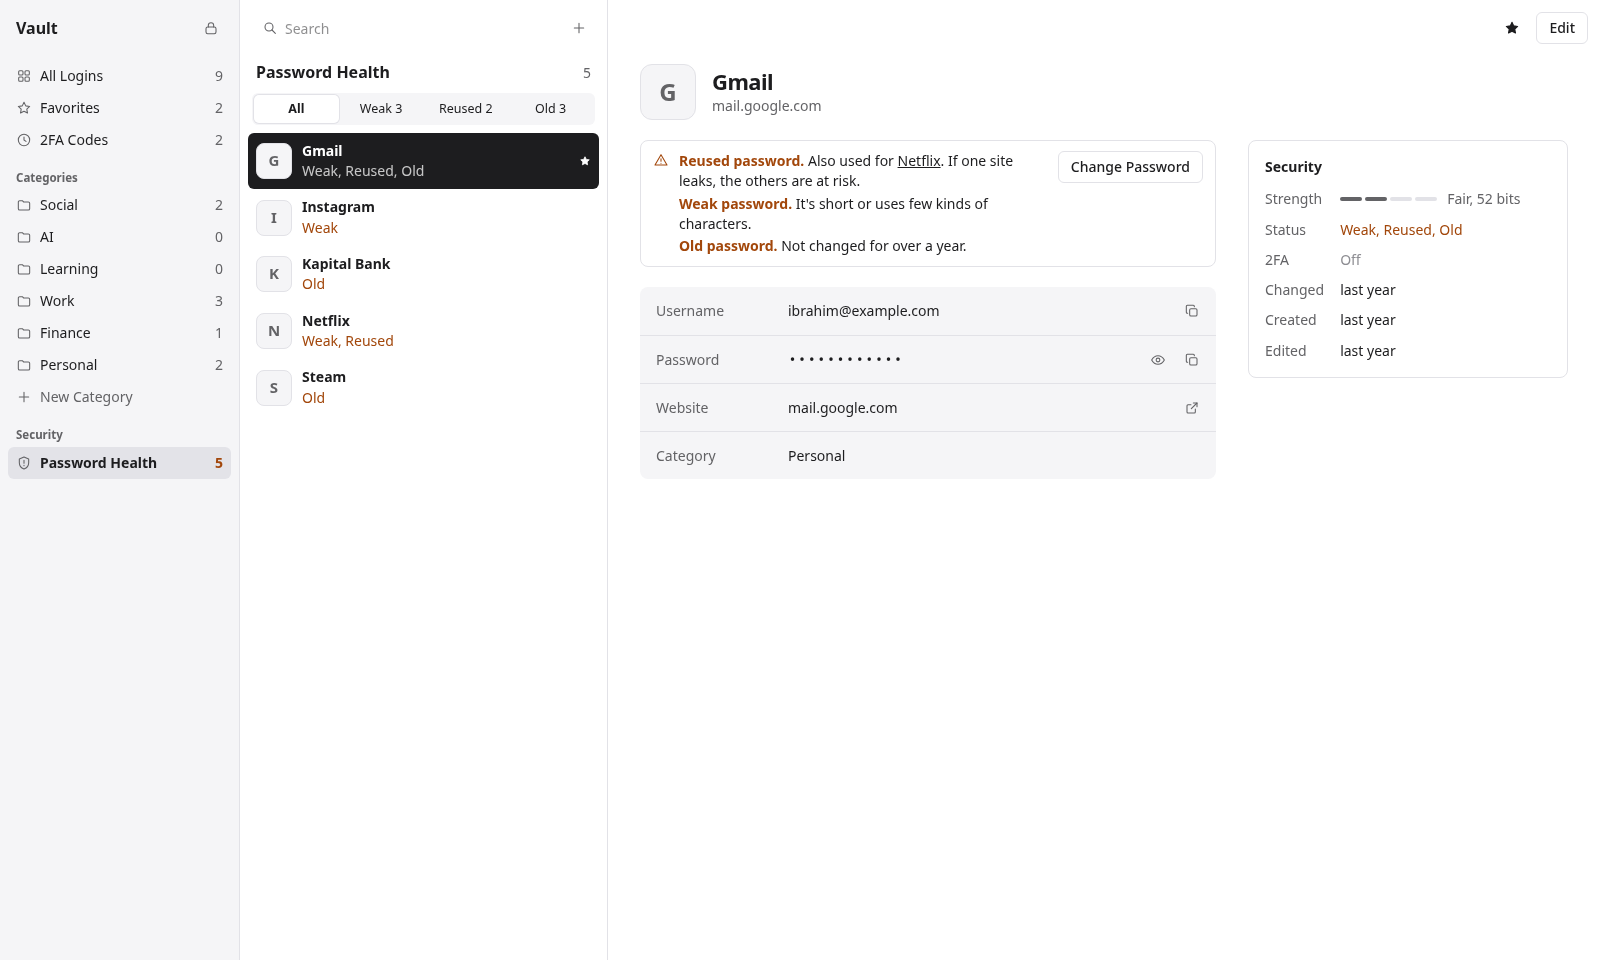 Vault
All Logins 9
Favorites 2
2FA Codes 2
Categories
Social 2
AI 0
Learning 0
Work 3
Finance 1
Personal 2
New Category
Security
Password Health 5
Search
Password Health 5
All Weak 3 Reused 2 Old 3
G Gmail
Weak, Reused, Old
I Instagram
Weak
K Kapital Bank
Old
N Netflix
Weak, Reused
S Steam
Old
Edit
G Gmail
mail.google.com
Reused password. Also used for Netflix. If one site
leaks, the others are at risk.
Weak password. It's short or uses few kinds of
characters.
Old password. Not changed for over a year.
Change Password
Username ibrahim@example.com
Password ••••••••••••
Website mail.google.com
Category Personal
Security
Strength Fair, 52 bits
Status Weak, Reused, Old
2FA Off
Changed last year
Created last year
Edited last year